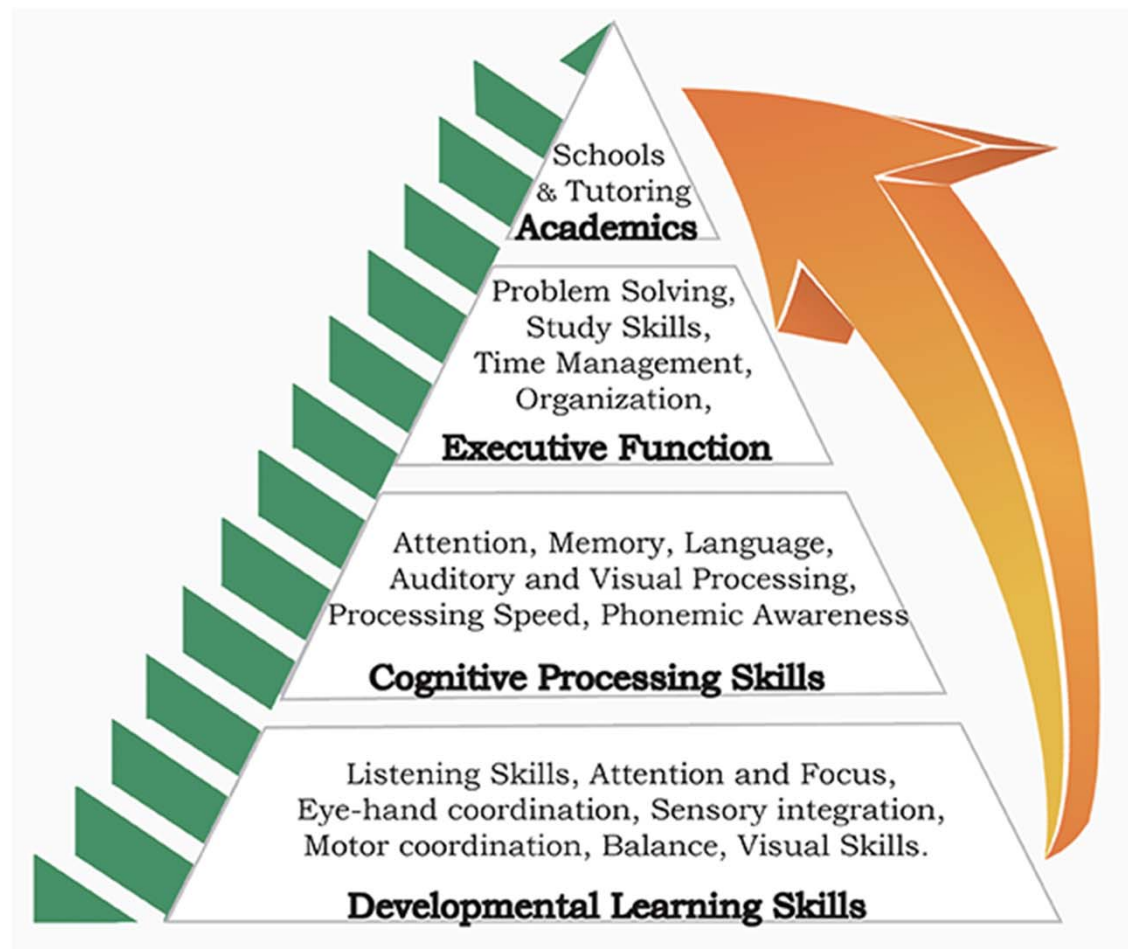 Schools
& Tutoring
Academics
Problem Solving,
Study Skills,
Time Management,
Organization,
Executive Function
Attention, Memory, Language,
Auditory and Visual Processing,
Processing Speed, Phonemic Awareness
Cognitive Processing Skills
Listening Skills, Attention and Focus,
Eye-hand coordination, Sensory integration,
Motor coordination, Balance, Visual Skills.
Developmental Learning Skills